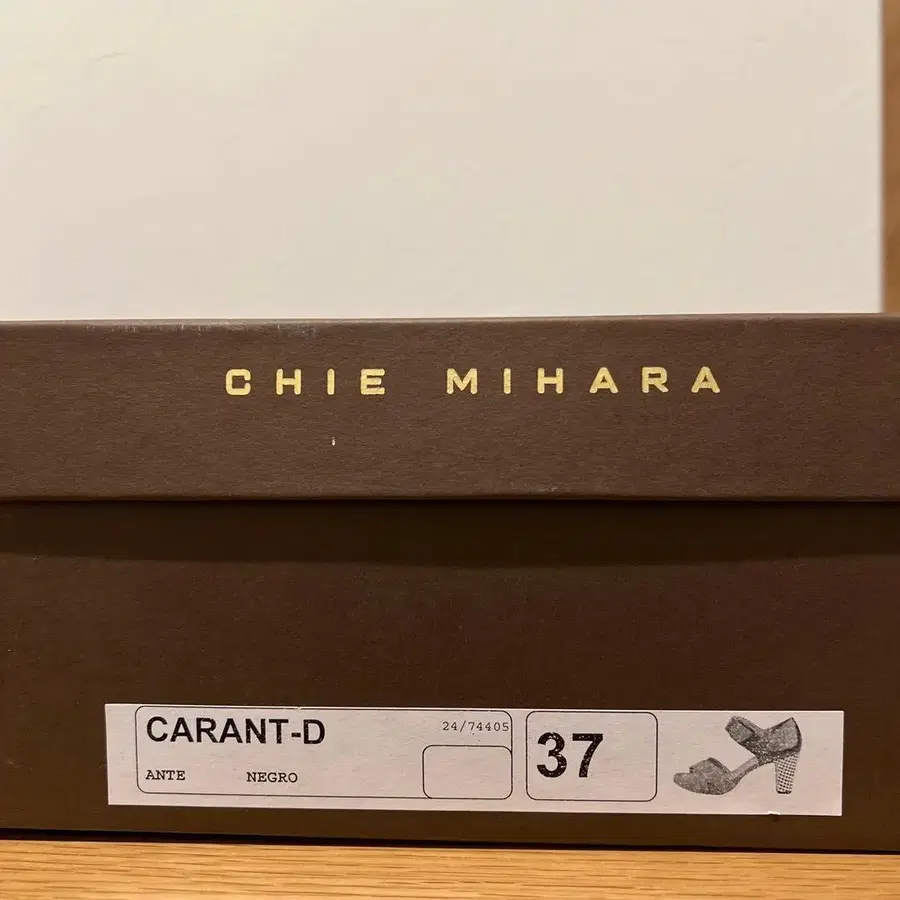 CHIE MIHARA
CARANT-D
24/74405
ANTE NEGRO
37